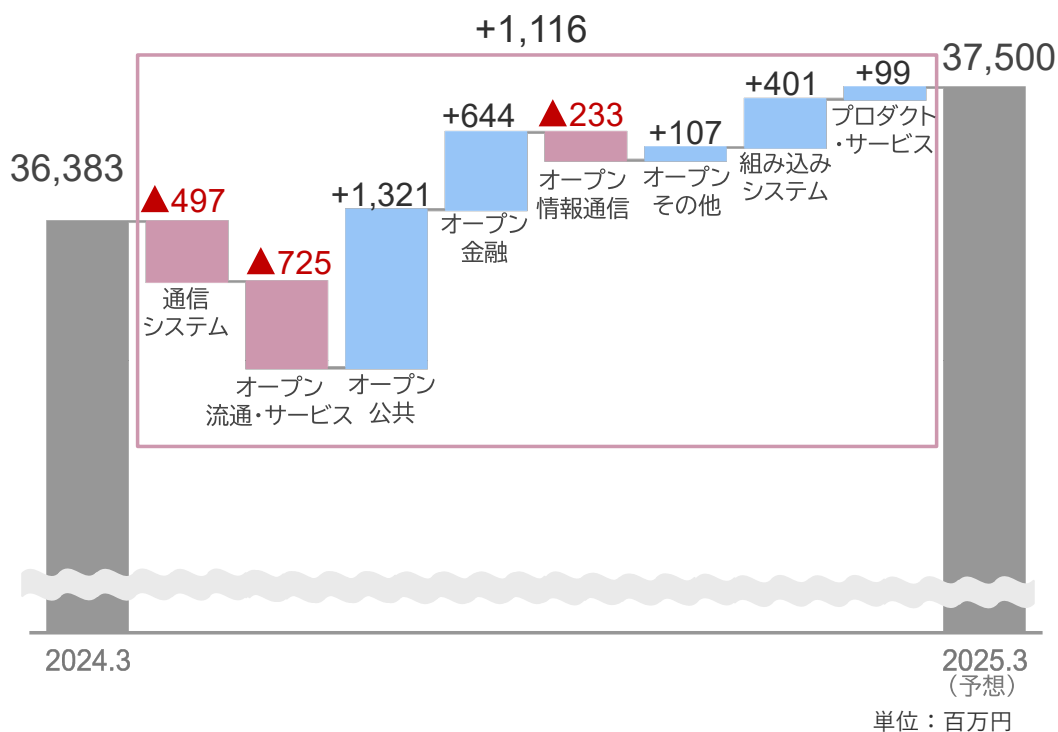 +1,116
37,500
36,383
▲497
通信
システム
▲725
オープン
流通・サービス
+1,321
オープン
公共
+644
オープン
金融
▲233
オープン
情報通信
+107
オープン
その他
+401
組み込み
システム
+99
プロダクト
・サービス
2024.3
2025.3
（予想）
単位：百万円